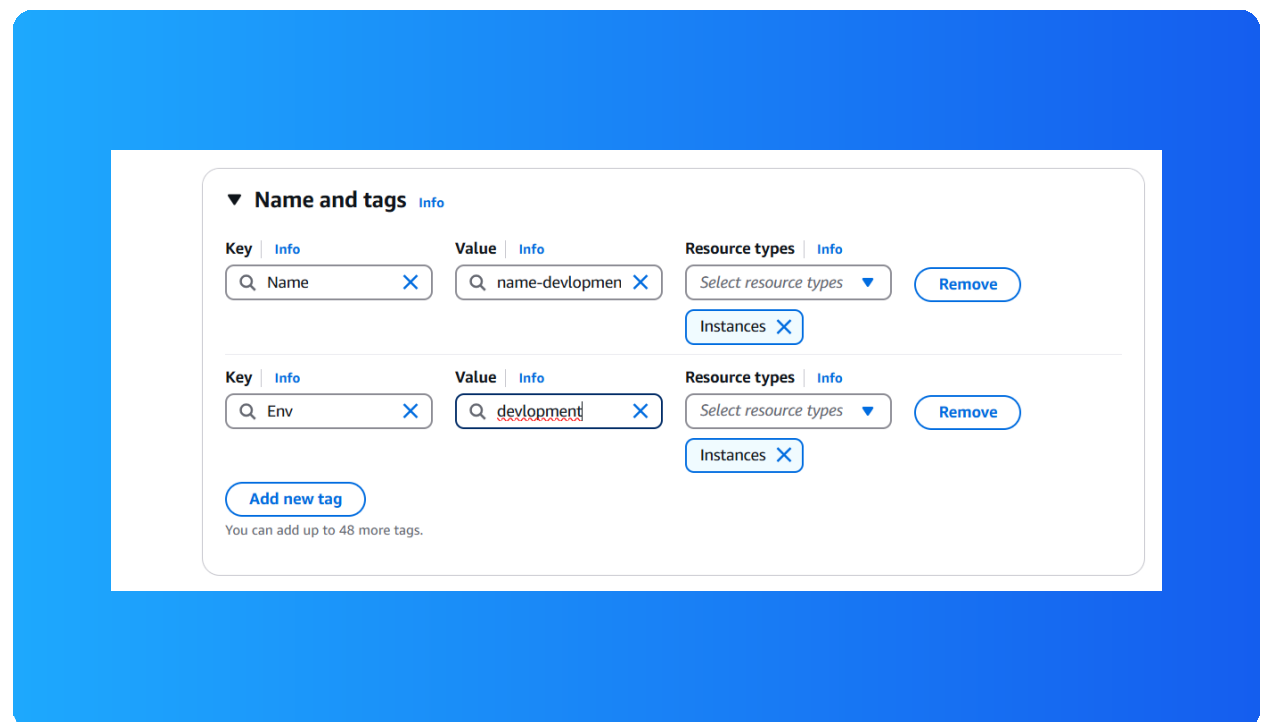 Name and tags Info
Key Info Value Info Resource types Info
Name name-devlopmen Select resource types Remove
Instances
Key Info Value Info Resource types Info
Env devlopment Select resource types Remove
Instances
Add new tag
You can add up to 48 more tags.